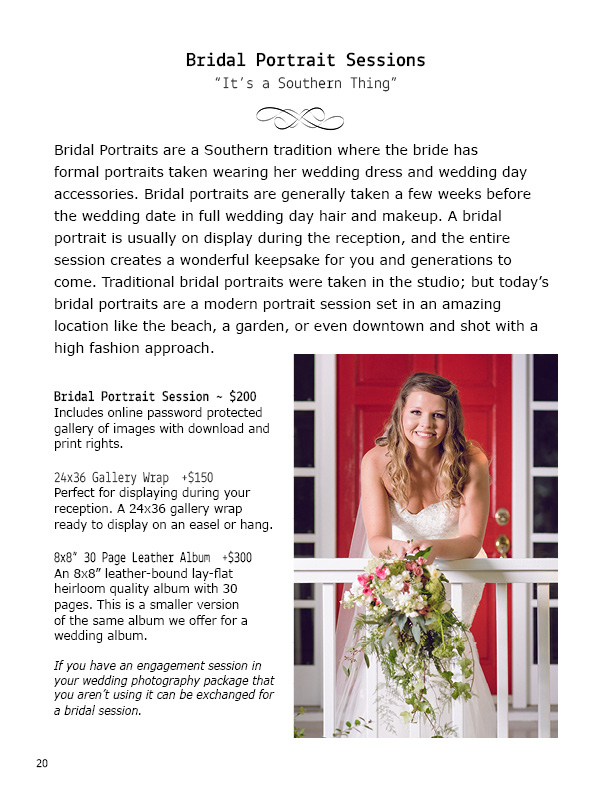 Bridal Portrait Sessions
“It’s a Southern Thing”
Bridal Portraits are a Southern tradition where the bride has
formal portraits taken wearing her wedding dress and wedding day
accessories. Bridal portraits are generally taken a few weeks before
the wedding date in full wedding day hair and makeup. A bridal
portrait is usually on display during the reception, and the entire
session creates a wonderful keepsake for you and generations to
come. Traditional bridal portraits were taken in the studio; but today’s
bridal portraits are a modern portrait session set in an amazing
location like the beach, a garden, or even downtown and shot with a
high fashion approach.
Bridal Portrait Session ~ $200
Includes online password protected
gallery of images with download and
print rights.
24x36 Gallery Wrap +$150
Perfect for displaying during your
reception. A 24x36 gallery wrap
ready to display on an easel or hang.
8x8” 30 Page Leather Album +$300
An 8x8” leather-bound lay-flat
heirloom quality album with 30
pages. This is a smaller version
of the same album we offer for a
wedding album.
If you have an engagement session in
your wedding photography package that
you aren’t using it can be exchanged for
a bridal session.
20